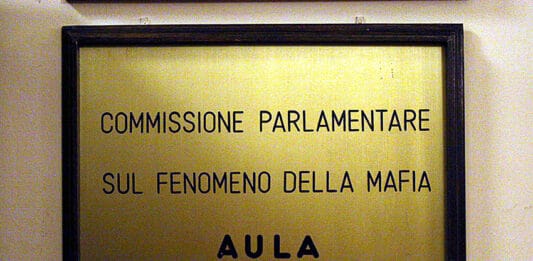 COMMISSIONE PARLAMENTARE
SUL FENOMENO DELLA MAFIA
AULA